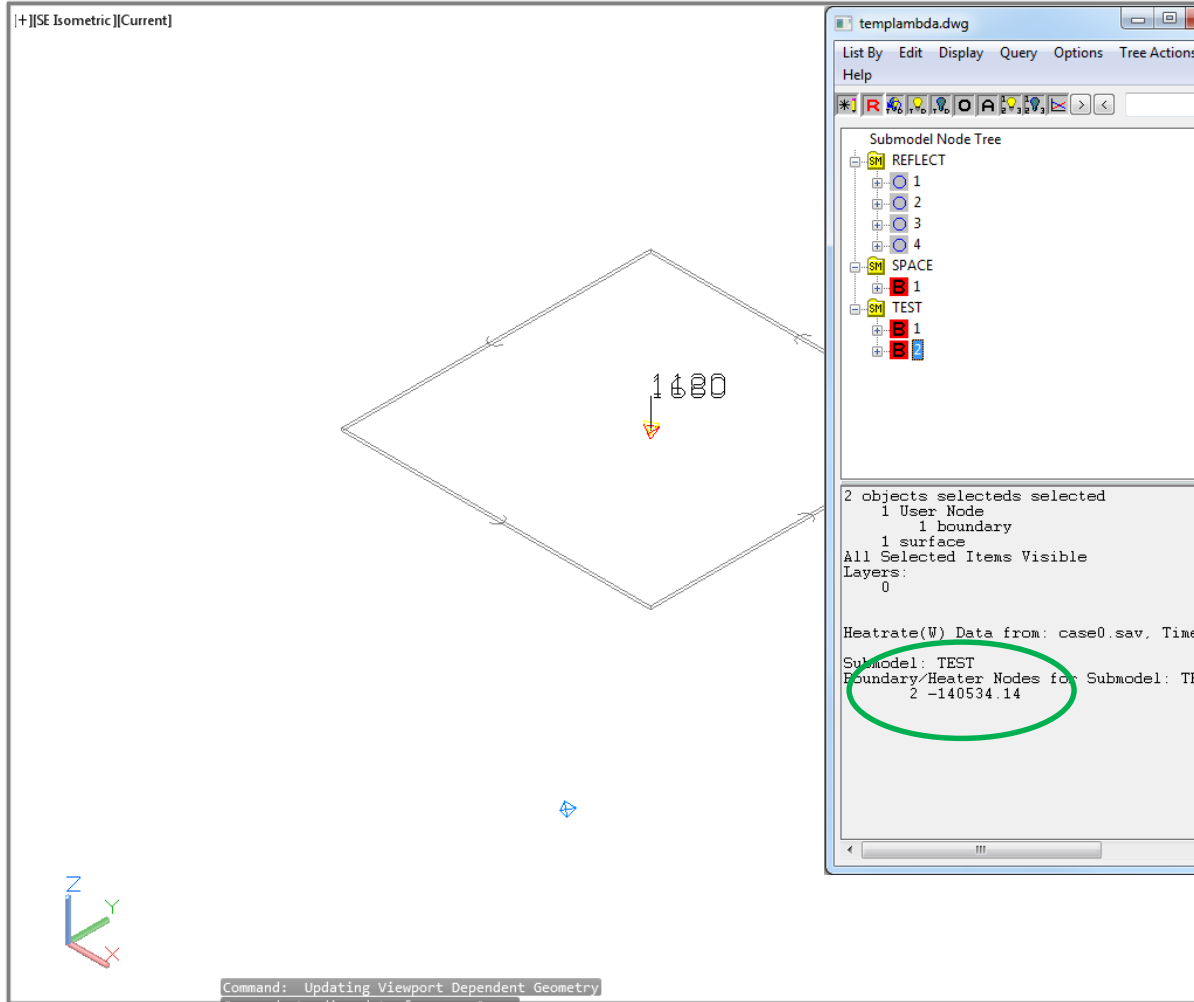 [+][SE Isometric][Current]
templambda.dwg
List By Edit Display Query Options Tree Actions
Help
Submodel Node Tree
SM REFLECT
1
2
3
4
SM SPACE
B 1
SM TEST
B 1
B 2
2 objects selecteds selected
1 User Node
1 boundary
1 surface
All Selected Items Visible
Layers:
0
Heatrate(W) Data from: case0.sav, Time
Submodel: TEST
Boundary/Heater Nodes for Submodel: TE
2 -140534.14
Z
Y
X
Command: Updating Viewport Dependent Geometry